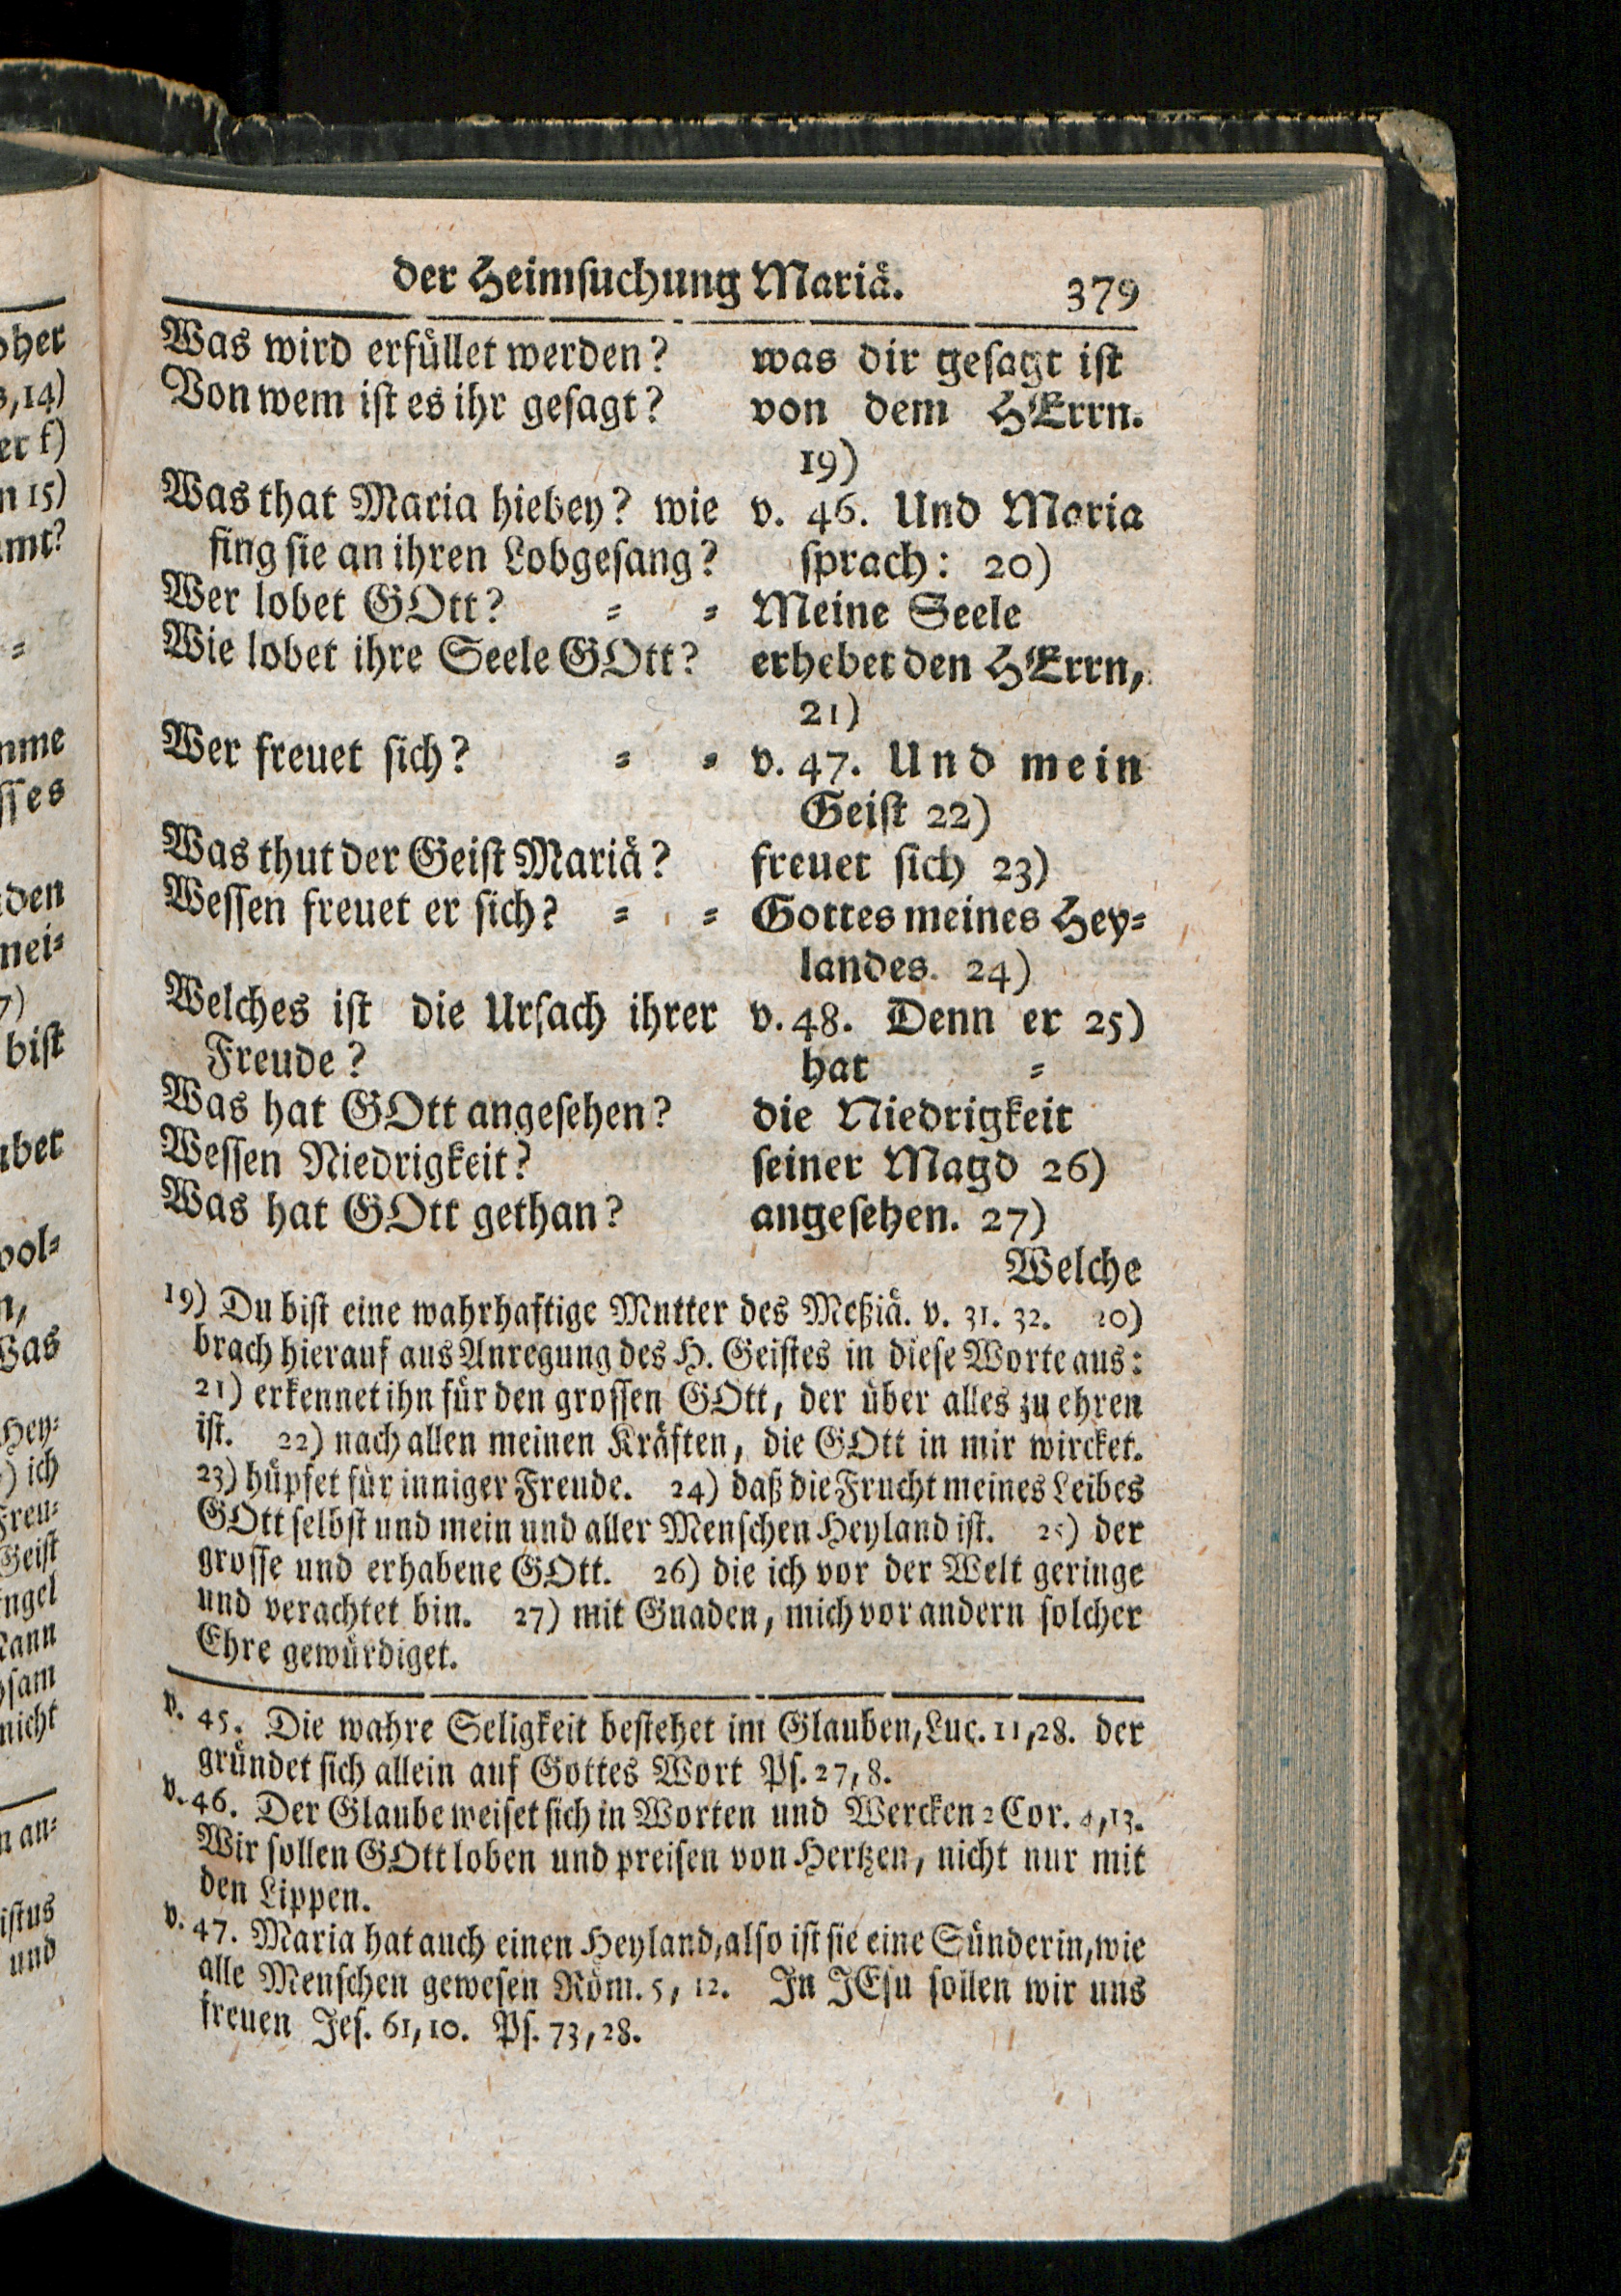 der Heimsuchung Mariä. 379
Was wird erfüllet werden? was dir gesagt ist
Von wem ist es ihr gesagt? von dem HErrn.
19)
Was that Maria hiebey? wie v. 46. Und Maria
fing sie an ihren Lobgesang? sprach: 20)
Wer lobet GOtt? = = Meine Seele
Wie lobet ihre Seele GOtt? erhebet den HErrn,
21)
Wer freuet sich? = = v. 47. Und mein
Geist 22)
Was thut der Geist Mariä? freuet sich 23)
Wessen freuet er sich? = = Gottes meines Hey=
landes. 24)
Welches ist die Ursach ihrer v. 48. Denn er 25)
Freude? hat =
Was hat GOtt angesehen? die Niedrigkeit
Wessen Niedrigkeit? seiner Magd 26)
Was hat GOtt gethan? angesehen. 27)
Welche
19) Du bist eine wahrhaftige Mutter des Meßiä. v. 31. 32. 20)
brach hierauf aus Anregung des H. Geistes in diese Worte aus:
21) erkennet ihn für den grossen GOtt, der über alles zu ehren
ist. 22) nach allen meinen Kräften, die GOtt in mir wircket.
23) hüpfet für inniger Freude. 24) daß die Frucht meines Leibes
GOtt selbst und mein und aller Menschen Heyland ist. 25) der
grosse und erhabene GOtt. 26) die ich vor der Welt geringe
und verachtet bin. 27) mit Gnaden, mich vor andern solcher
Ehre gewürdiget.
v. 45. Die wahre Seligkeit bestehet im Glauben, Luc. 11, 28. der
gründet sich allein auf Gottes Wort Ps. 27, 8.
v. 46. Der Glaube weiset sich in Worten und Wercken 2 Cor. 4, 13.
Wir sollen GOtt loben und preisen von Hertzen, nicht nur mit
den Lippen.
v. 47. Maria hat auch einen Heyland, also ist sie eine Sünderin, wie
alle Menschen gewesen Röm. 5, 12. In JEsu sollen wir uns
freuen Jes. 61, 10. Ps. 73, 28.